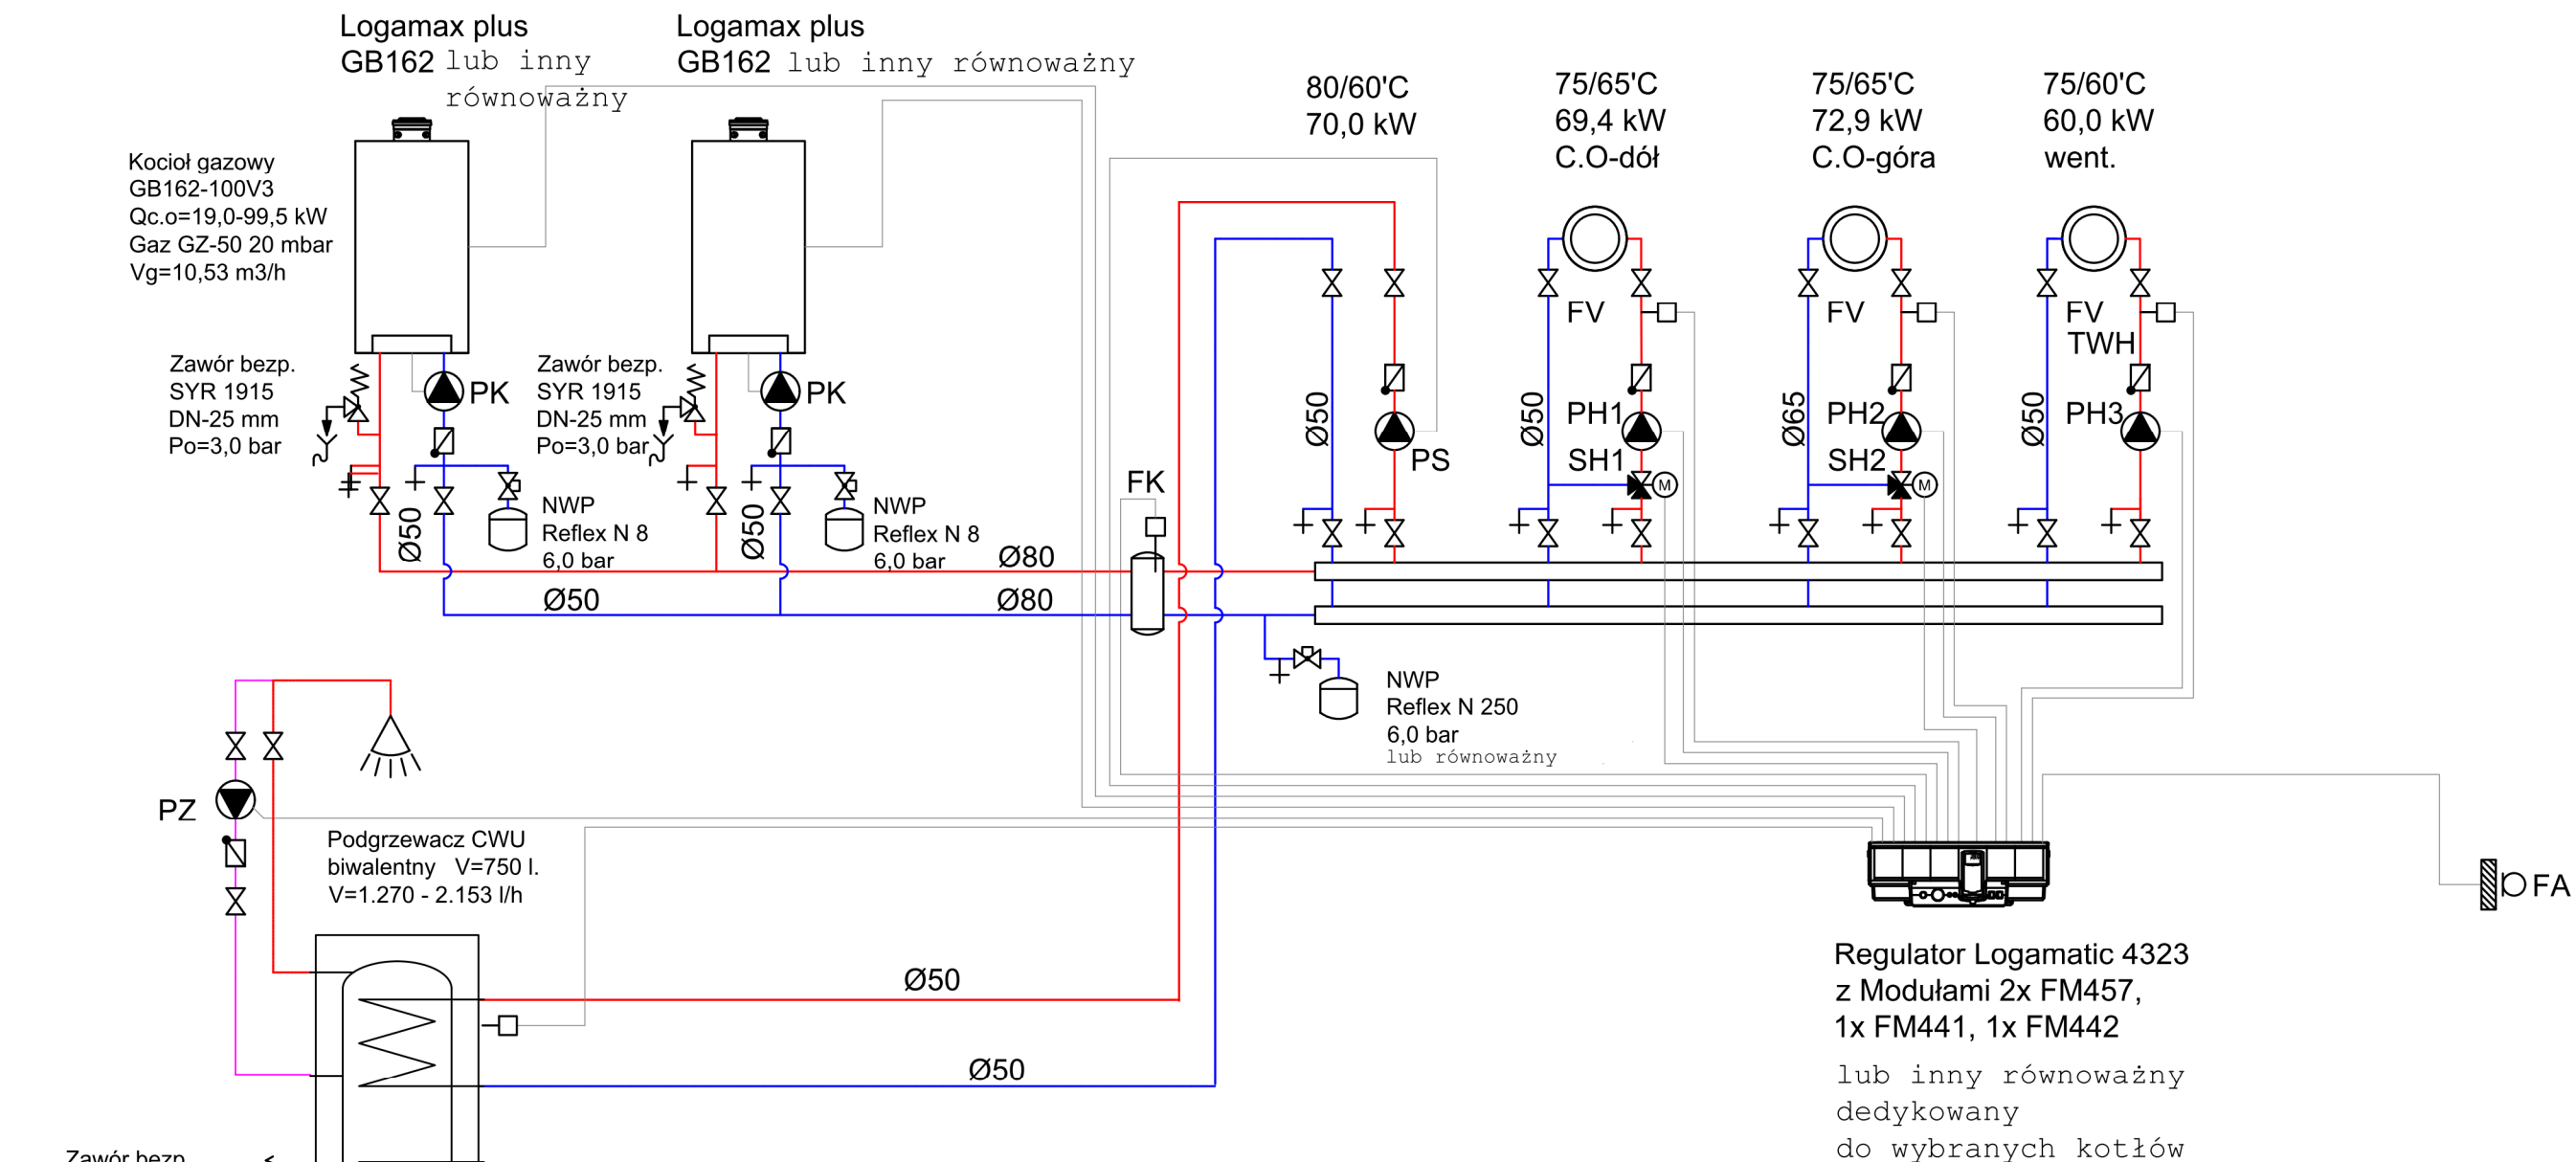 Logamax plus
GB162 lub inny
równoważny
Logamax plus
GB162 lub inny równoważny
80/60'C
70,0 kW
75/65'C
69,4 kW
C.O-dół
75/65'C
72,9 kW
C.O-góra
75/60'C
60,0 kW
went.
Kocioł gazowy
GB162-100V3
Qc.o=19,0-99,5 kW
Gaz GZ-50 20 mbar
Vg=10,53 m3/h
FV
FV
FV
TWH
Zawór bezp.
SYR 1915
DN-25 mm
Po=3,0 bar
PK
Zawór bezp.
SYR 1915
DN-25 mm
Po=3,0 bar
PK
Ø50
PS
Ø50
PH1
SH1
M
Ø65
PH2
SH2
M
Ø50
PH3
FK
Ø50
NWP
Reflex N 8
6,0 bar
Ø50
NWP
Reflex N 8
6,0 bar
Ø80
Ø50
Ø80
NWP
Reflex N 250
6,0 bar
lub równoważny
PZ
Podgrzewacz CWU
biwalentny V=750 l.
V=1.270 - 2.153 l/h
FA
Ø50
Ø50
Regulator Logamatic 4323
z Modułami 2x FM457,
1x FM441, 1x FM442
lub inny równoważny
dedykowany
do wybranych kotłów
Zawór bezp.